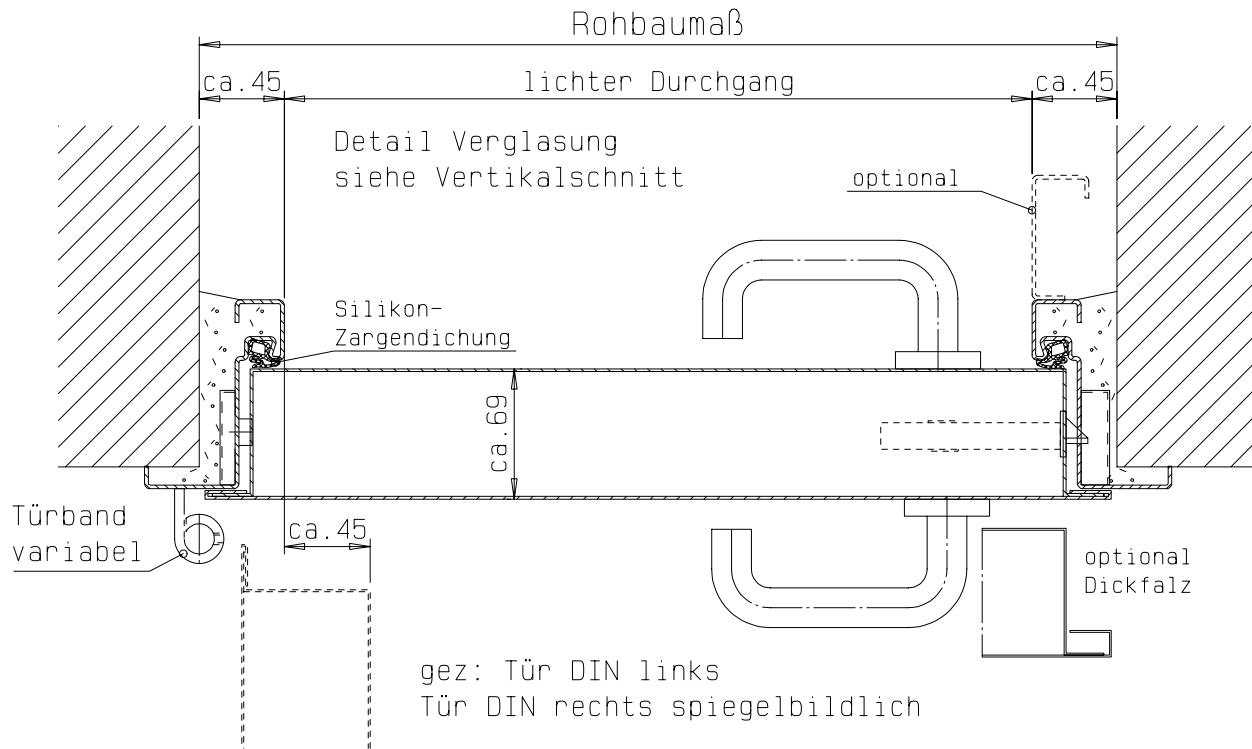 Rohbaumaß
ca.45
lichter Durchgang
ca.45
Detail Verglasung
siehe Vertikalschnitt
optional
Silikon-
Zargendichung
ca.69
Türband
variabel
ca.45
optional
Dickfalz
gez: Tür DIN links
Tür DIN rechts spiegelbildlich